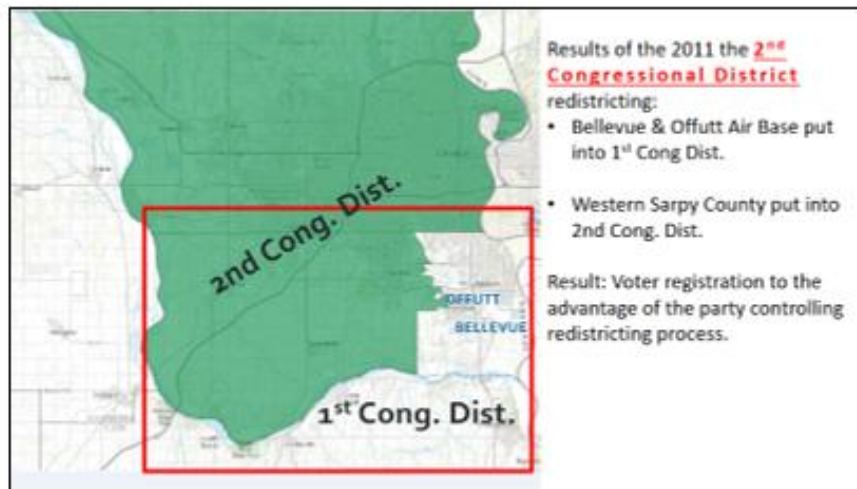 2nd Cong. Dist.
OFFUTT
BELLEVUE
1st Cong. Dist.
Results of the 2011 the 2nd
Congressional District
redistricting:
• Bellevue & Offutt Air Base put
into 1st Cong Dist.
• Western Sarpy County put into
2nd Cong. Dist.
Result: Voter registration to the
advantage of the party controlling
redistricting process.